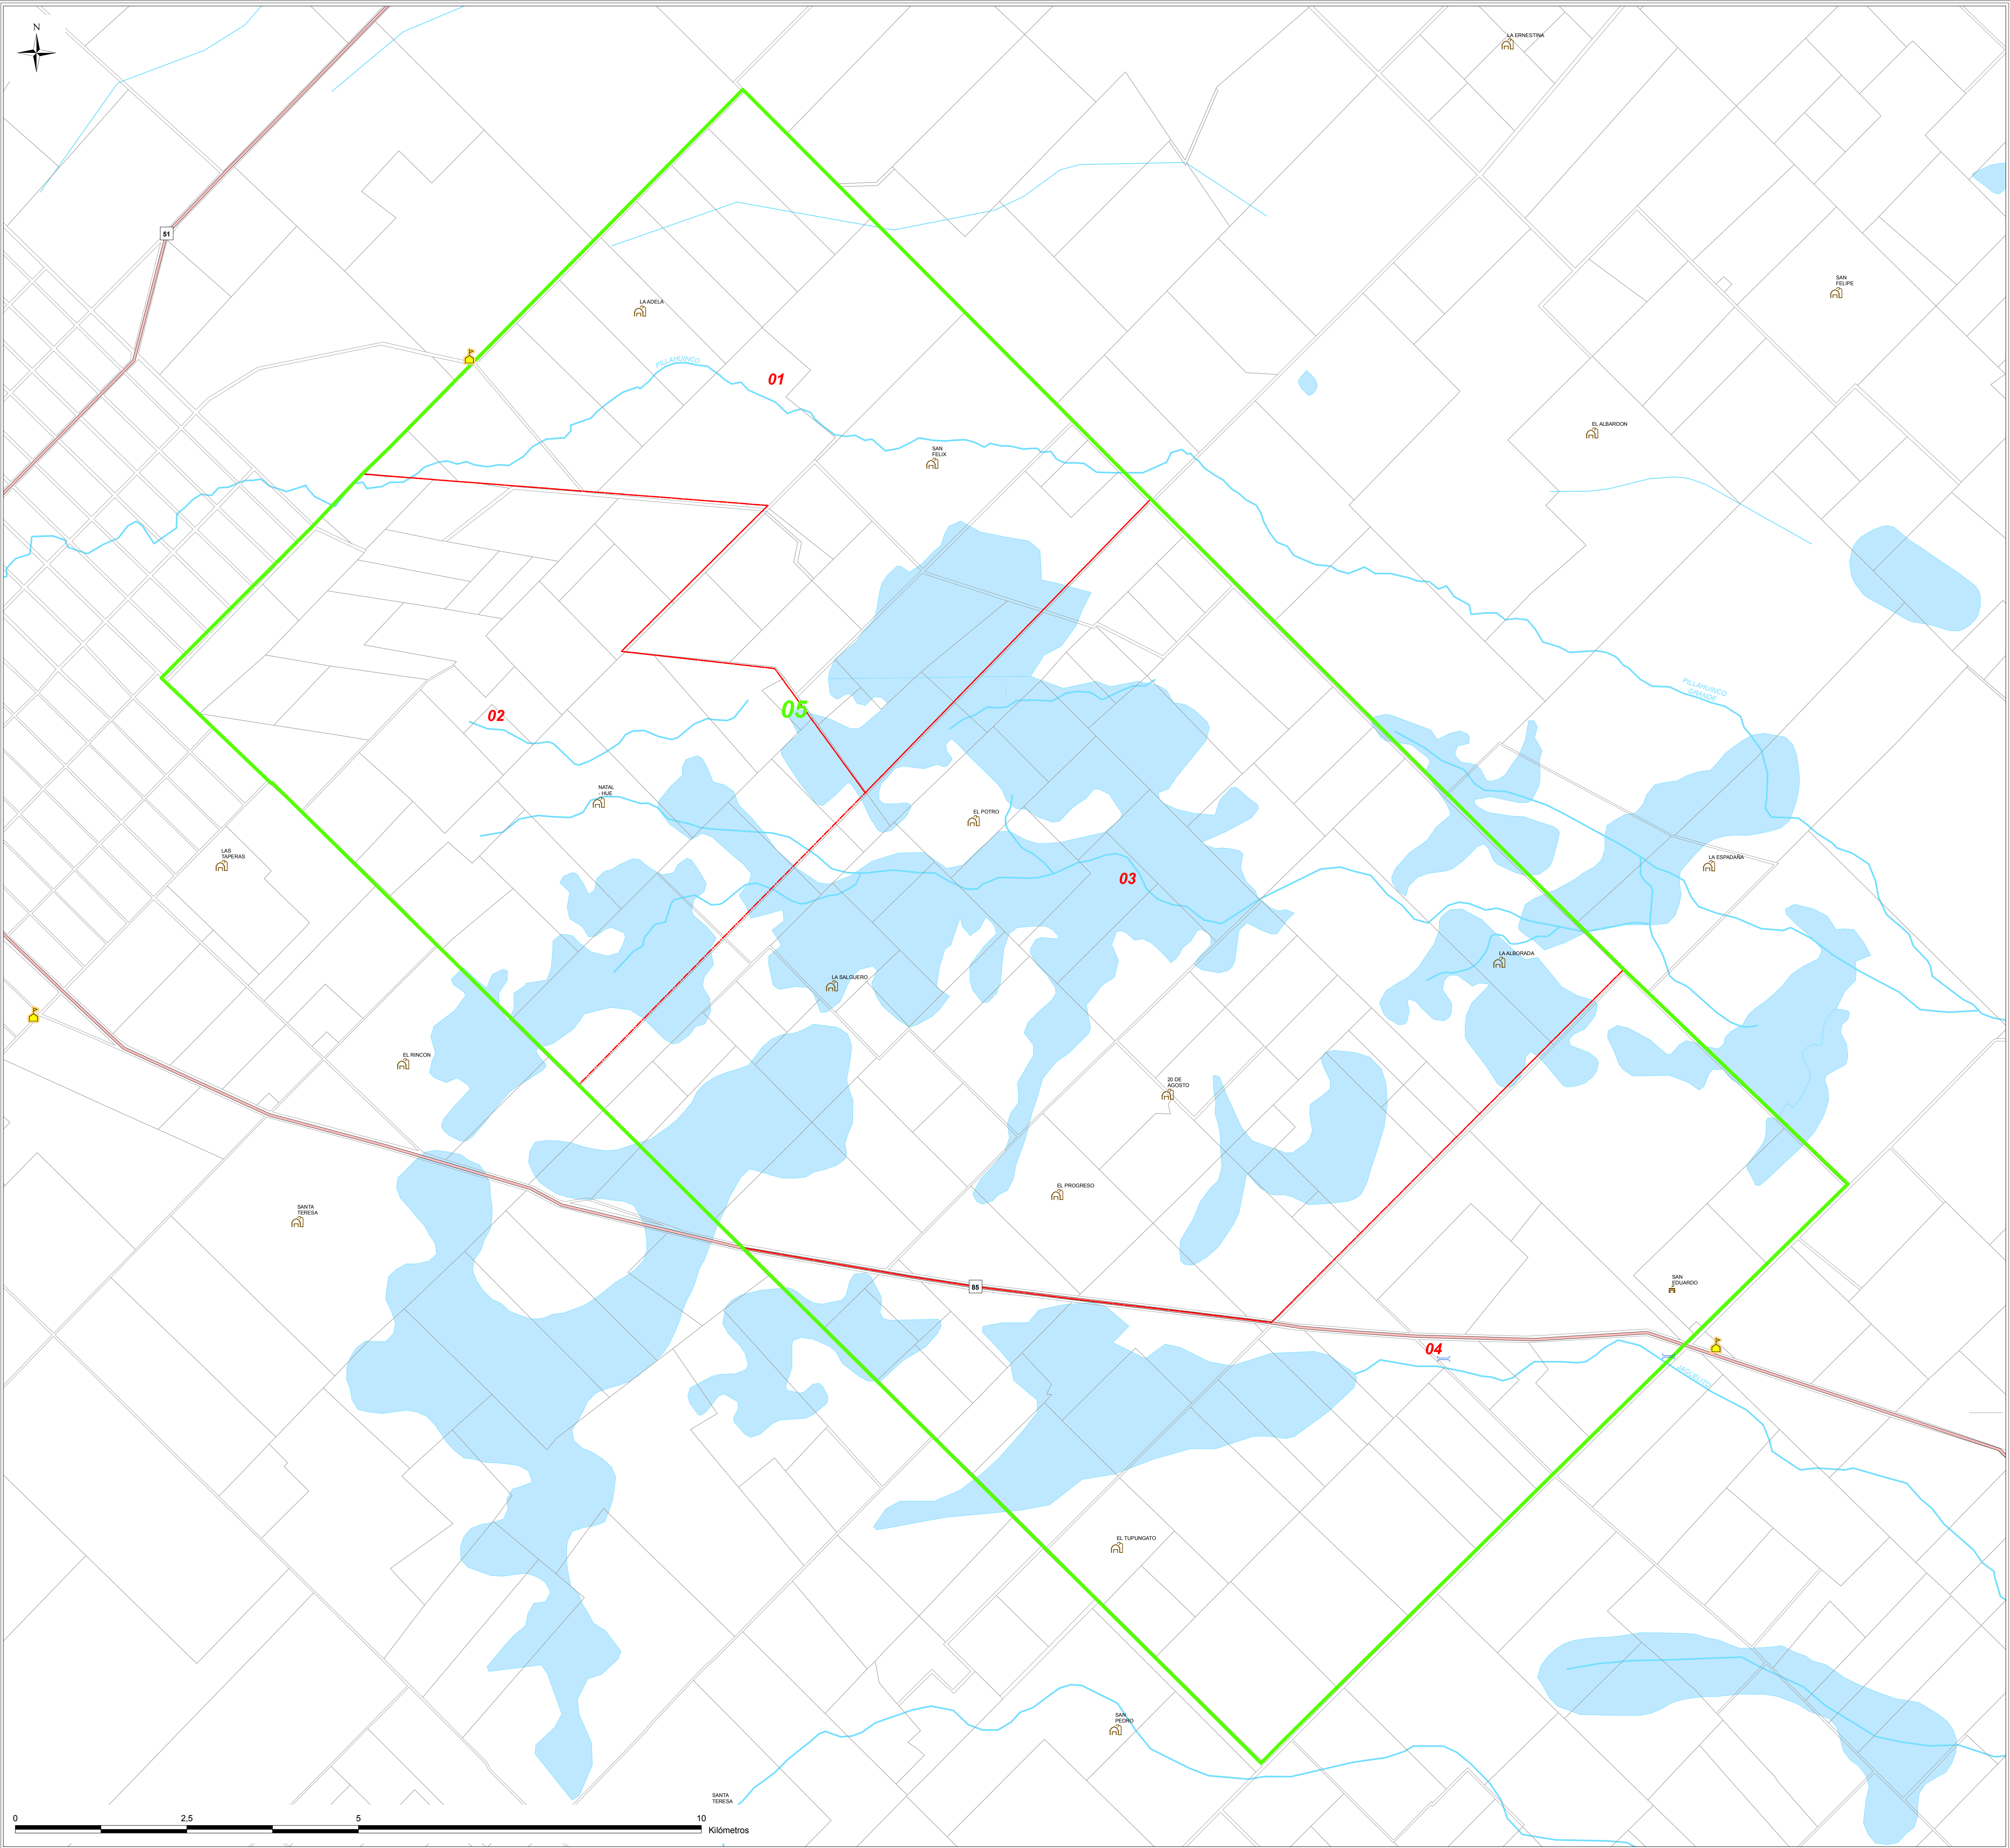 N
LA ERNESTINA
51
SAN
FELIPE
LA ADELA
PILLAHUINCO
01
EL ALBARDON
SAN
FELIX
PILLAHUINCO
GRANDE
05
02
NATAL
- HUE
EL POTRO
LAS
TAPERAS
LA ESPADAÑA
03
LA ALBORADA
LA SALGUERO
EL RINCON
20 DE
AGOSTO
EL PROGRESO
SANTA
TERESA
SAN
EDUARDO
85
04
JAGUELITO
EL TUPUNGATO
SAN
PEDRO
SANTA
TERESA
0 2,5 5 10
Kilómetros